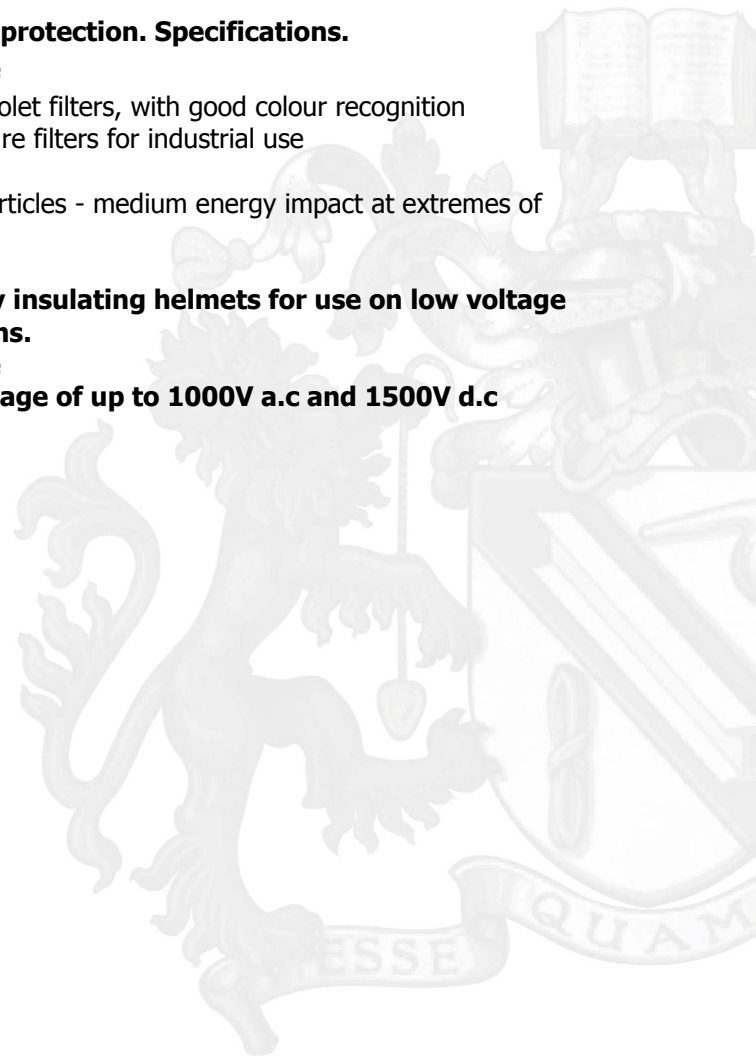 protection. Specifications.
olet filters, with good colour recognition
re filters for industrial use
rticles - medium energy impact at extremes of
insulating helmets for use on low voltage
ns.
age of up to 1000V a.c and 1500V d.c
ESSE
QUAM